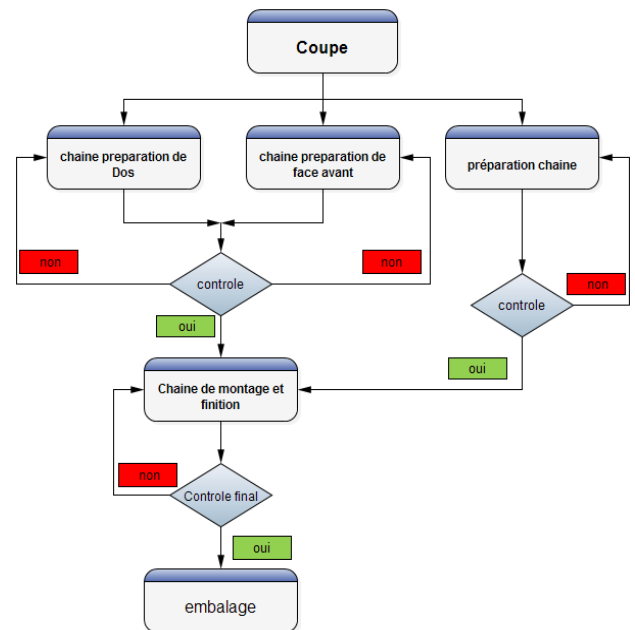 Coupe
chaine preparation de
Dos
chaine preparation de
face avant
préparation chaine
non
non
non
controle
controle
oui
oui
Chaine de montage et
finition
non
Controle final
oui
embalage